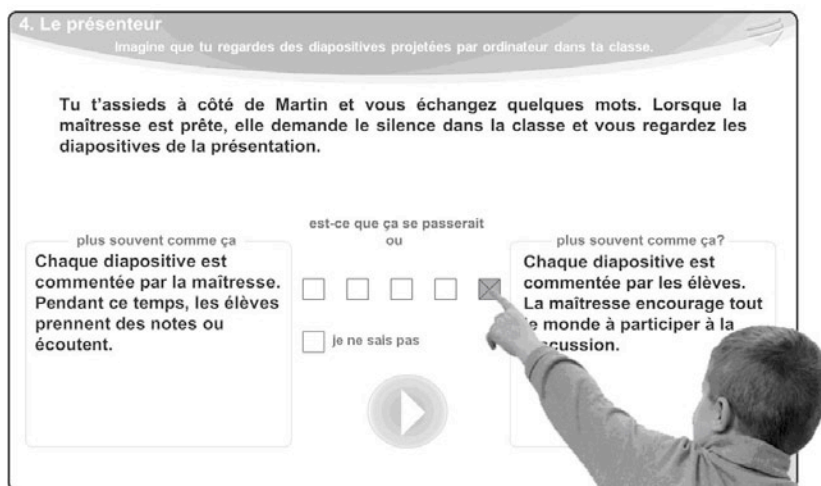 4. Le présenteur
Imagine que tu regardes des diapositives projetées par ordinateur dans ta classe.
Tu t'assieds à côté de Martin et vous échangez quelques mots. Lorsque la
maîtresse est prête, elle demande le silence dans la classe et vous regardez les
diapositives de la présentation.
est-ce que ça se passerait
ou
plus souvent comme ça
Chaque diapositive est
commentée par la maîtresse.
Pendant ce temps, les élèves
prennent des notes ou
écoutent.
je ne sais pas
plus souvent comme ça?
Chaque diapositive est
commentée par les élèves.
La maîtresse encourage tout
le monde à participer à la
cussion.